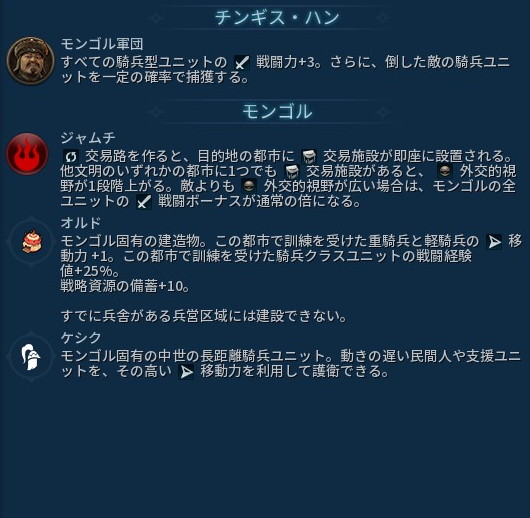 チンギス・ハン
モンゴル軍団
すべての騎兵型ユニットの 戦闘力+3。さらに、倒した敵の騎兵ユニ
ットを一定の確率で捕獲する。
モンゴル
ジャムチ
交易路を作ると、目的地の都市に 交易施設が即座に設置される。
他文明のいずれかの都市に1つでも 交易施設があると、 外交的視
野が1段階上がる。敵よりも 外交的視野が広い場合は、モンゴルの全
ユニットの 戦闘ボーナスが通常の倍になる。
オルド
モンゴル固有の建造物。この都市で訓練を受けた重騎兵と軽騎兵の 移
動力 +1。この都市で訓練を受けた騎兵クラスユニットの戦闘経験
値+25%。
戦略資源の備蓄+10。
すでに兵舎がある兵営区域には建設できない。
ケシク
モンゴル固有の中世の長距離騎兵ユニット。動きの遅い民間人や支援ユニ
ットを、その高い 移動力を利用して護衛できる。